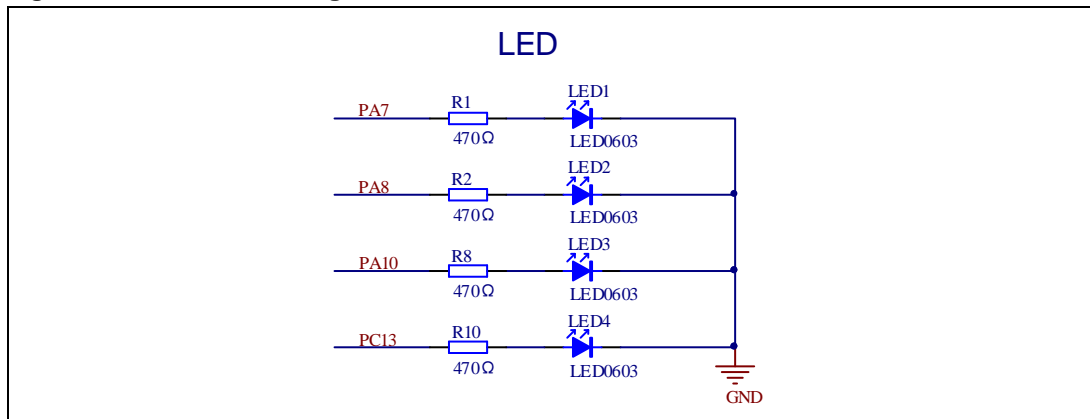 LED
PA7
R1
470Ω
LED1
LED0603
PA8
R2
470Ω
LED2
LED0603
PA10
R8
470Ω
LED3
LED0603
PC13
R10
470Ω
LED4
LED0603
GND